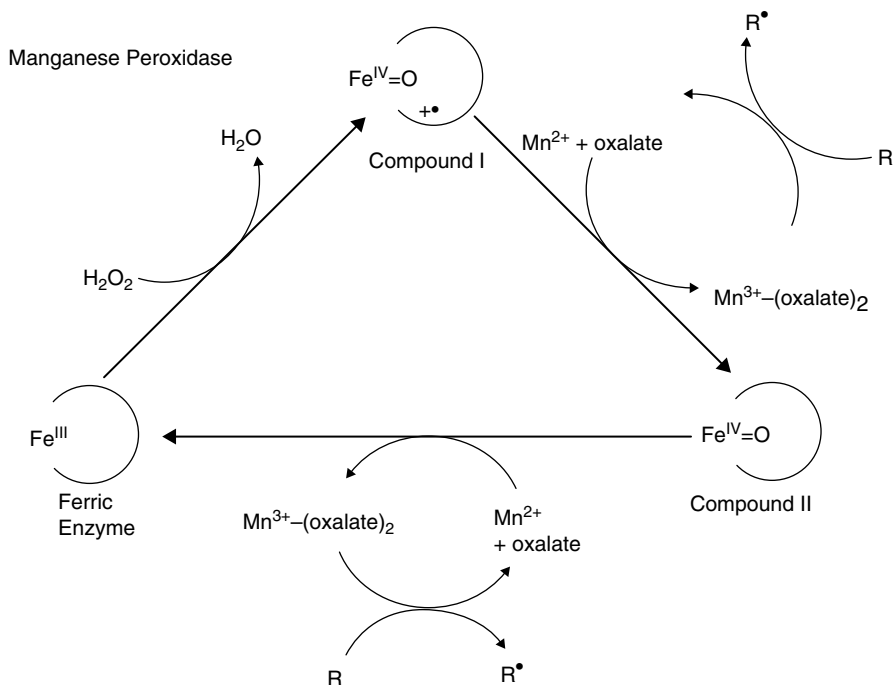 Manganese Peroxidase
Fe^IV=O
+•
Compound I
R•
H₂O
Mn²⁺ + oxalate
R
H₂O₂
Mn³⁺–(oxalate)₂
Fe^III
Ferric
Enzyme
Fe^IV=O
Compound II
Mn³⁺–(oxalate)₂
Mn²⁺
+ oxalate
R
R•